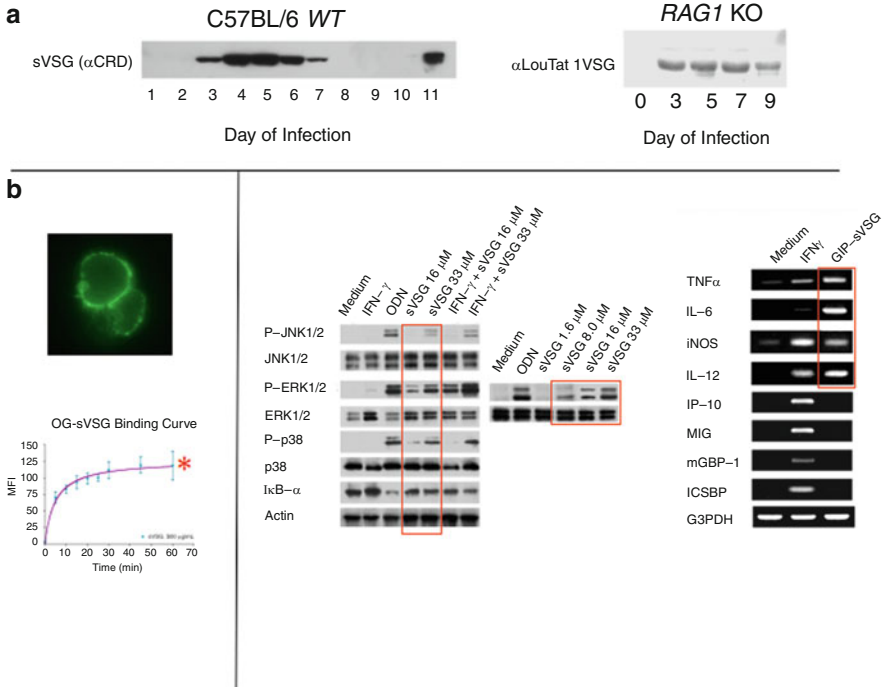 a
C57BL/6 WT
sVSG (αCRD)
1 2 3 4 5 6 7 8 9 10 11
Day of Infection
RAG1 KO
αLouTat 1VSG
0 3 5 7 9
Day of Infection
b
OG-sVSG Binding Curve
MFI
150
125
100
75
50
25
0
0 10 20 30 40 50 60 70
Time (min)
*
Medium
IFN-γ
ODN
sVSG 16 μM
sVSG 33 μM
IFN-γ + sVSG 16 μM
IFN-γ + sVSG 33 μM
P-JNK1/2
JNK1/2
P-ERK1/2
ERK1/2
P-p38
p38
IκB-α
Actin
Medium
ODN
sVSG 1.6 μM
sVSG 8.0 μM
sVSG 16 μM
sVSG 33 μM
Medium
IFNγ
GIP-sVSG
TNFα
IL-6
iNOS
IL-12
IP-10
MIG
mGBP-1
ICSBP
G3PDH